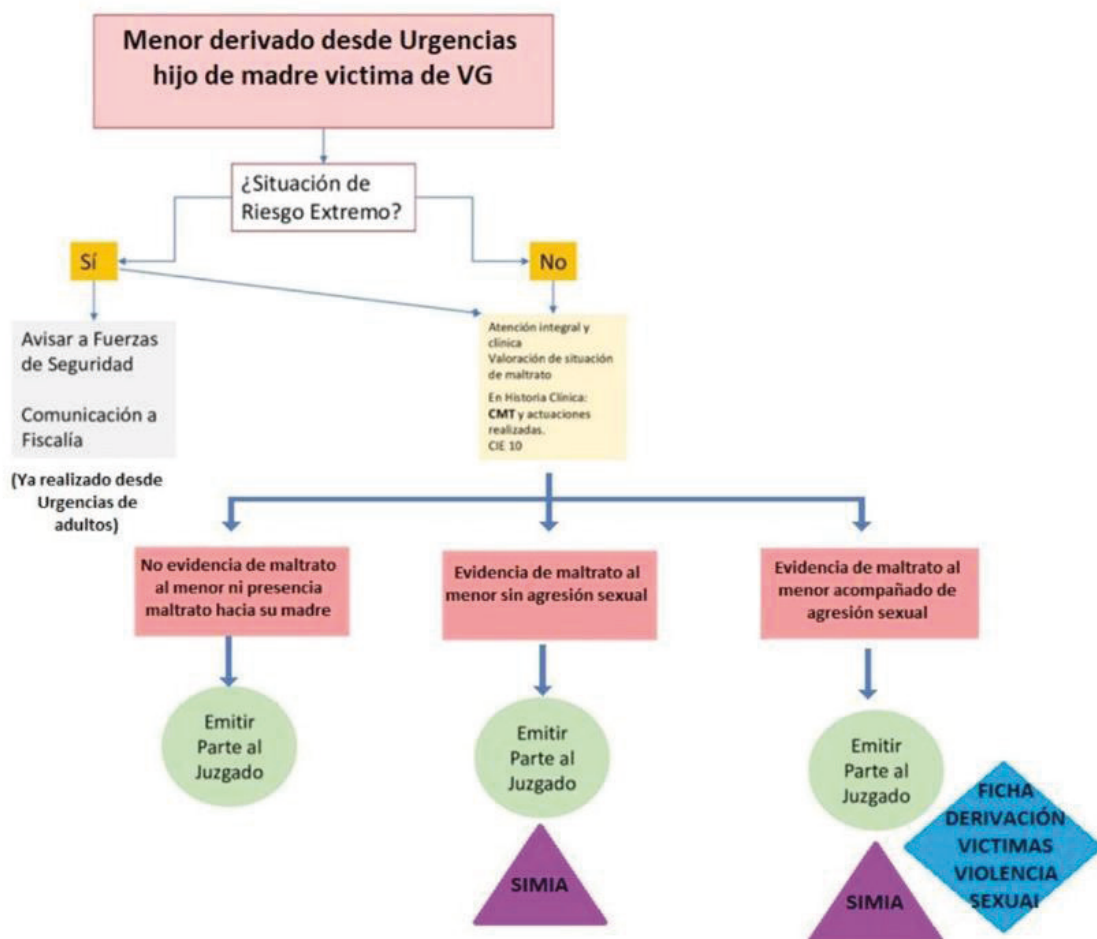 Menor derivado desde Urgencias
hijo de madre victima de VG
¿Situación de
Riesgo Extremo?
Sí
No
Avisar a Fuerzas
de Seguridad
Comunicación a
Fiscalía
(Ya realizado desde
Urgencias de
adultos)
Atención integral y
clínica
Valoración de situación
de maltrato
En Historia Clínica:
CMT y actuaciones
realizadas.
CIE 10
No evidencia de maltrato
al menor ni presencia
maltrato hacia su madre
Evidencia de maltrato al
menor sin agresión sexual
Evidencia de maltrato al
menor acompañado de
agresión sexual
Emitir
Parte al
Juzgado
Emitir
Parte al
Juzgado
Emitir
Parte al
Juzgado
SIMIA
SIMIA
FICHA
DERIVACIÓN
VICTIMAS
VIOLENCIA
SEXUAL